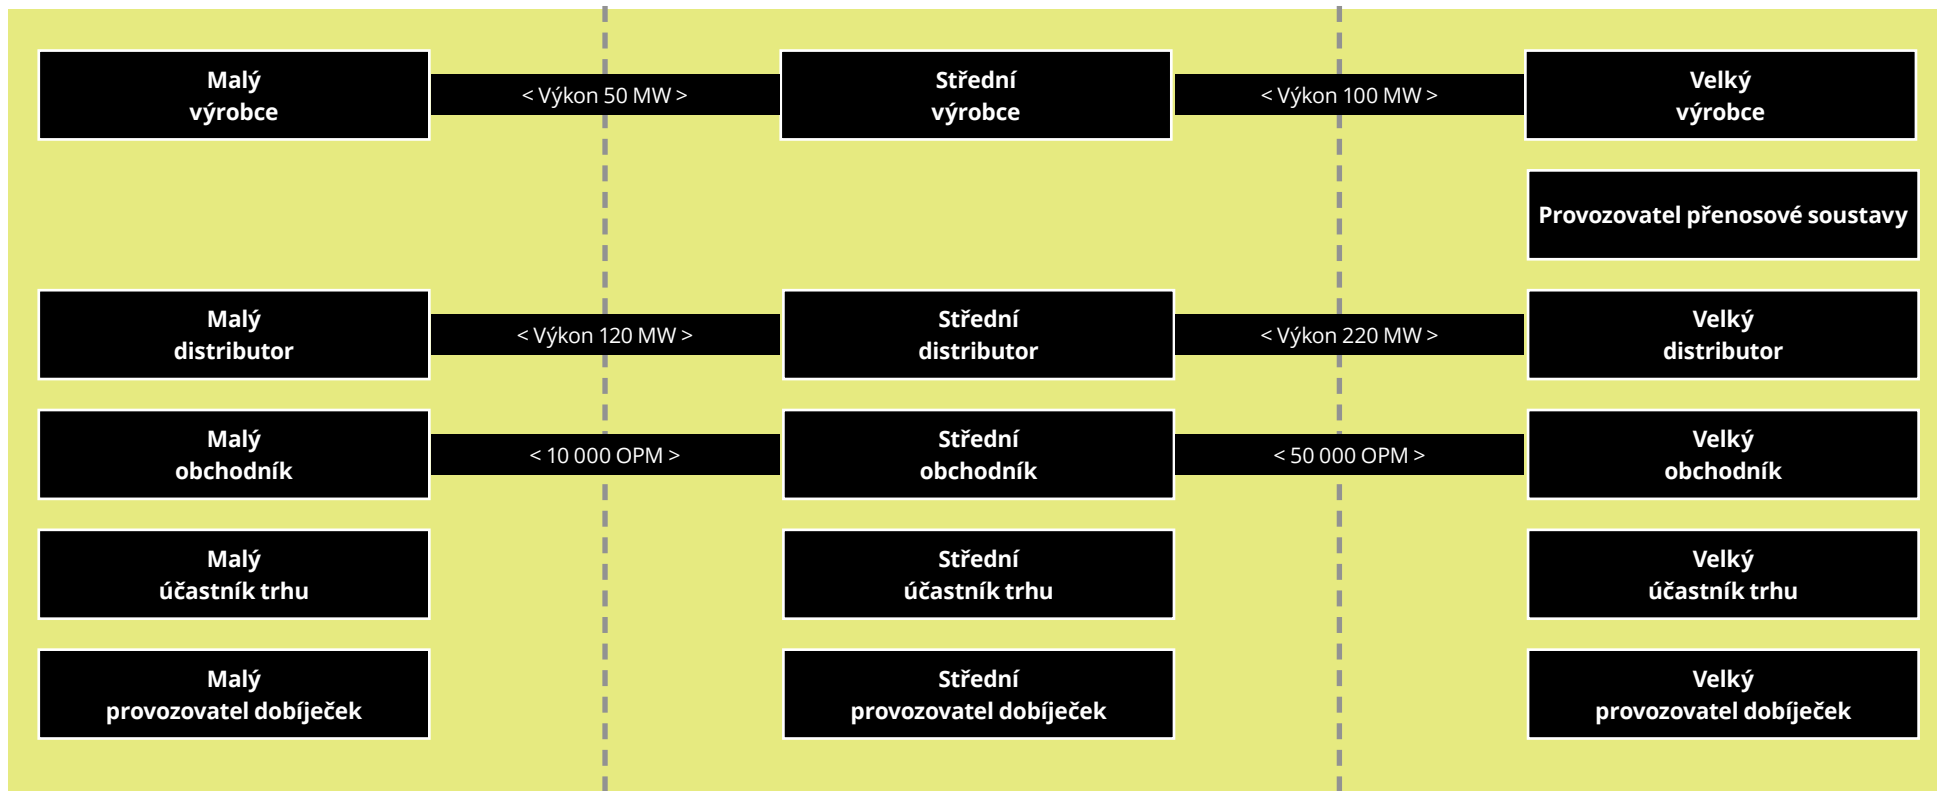 Malý
výrobce
< Výkon 50 MW >
Střední
výrobce
< Výkon 100 MW >
Velký
výrobce
Provozovatel přenosové soustavy
Malý
distributor
< Výkon 120 MW >
Střední
distributor
< Výkon 220 MW >
Velký
distributor
Malý
obchodník
< 10 000 OPM >
Střední
obchodník
< 50 000 OPM >
Velký
obchodník
Malý
účastník trhu
Střední
účastník trhu
Velký
účastník trhu
Malý
provozovatel dobíječek
Střední
provozovatel dobíječek
Velký
provozovatel dobíječek